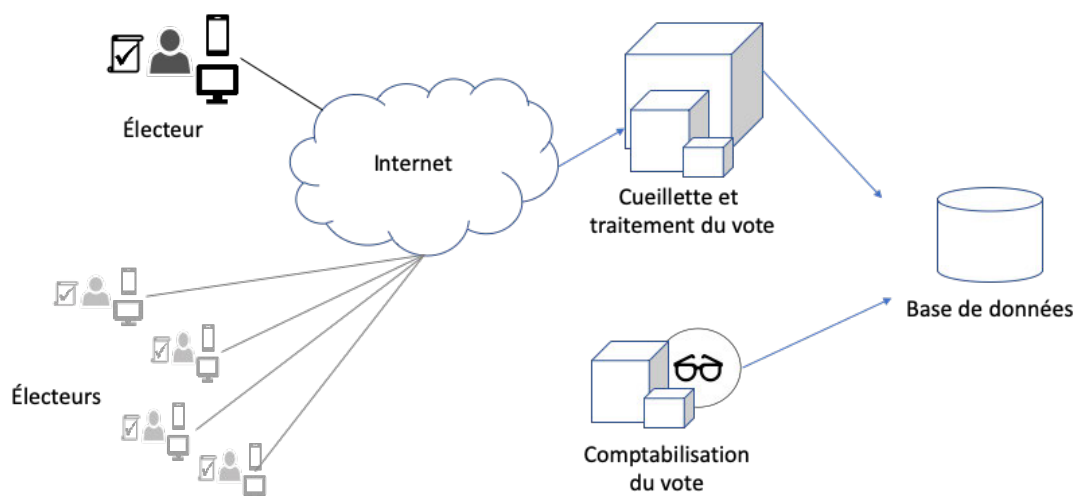 Électeur
Internet
Cueillette et
traitement du vote
Base de données
Électeurs
Comptabilisation
du vote